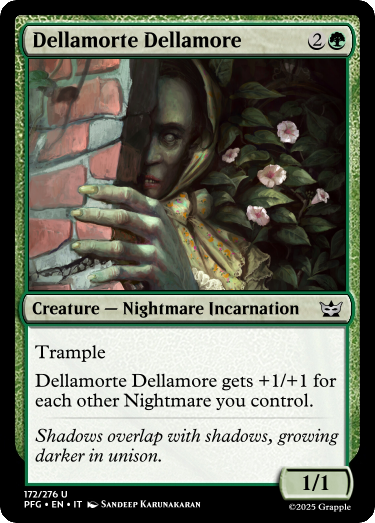 Dellamorte Dellamore 2
Creature — Nightmare Incarnation
Trample
Dellamorte Dellamore gets +1/+1 for
each other Nightmare you control.
Shadows overlap with shadows, growing
darker in unison.
1/1
172/276 U
PFG • EN • IT Sandeep Karunakaran
©2025 Grapple